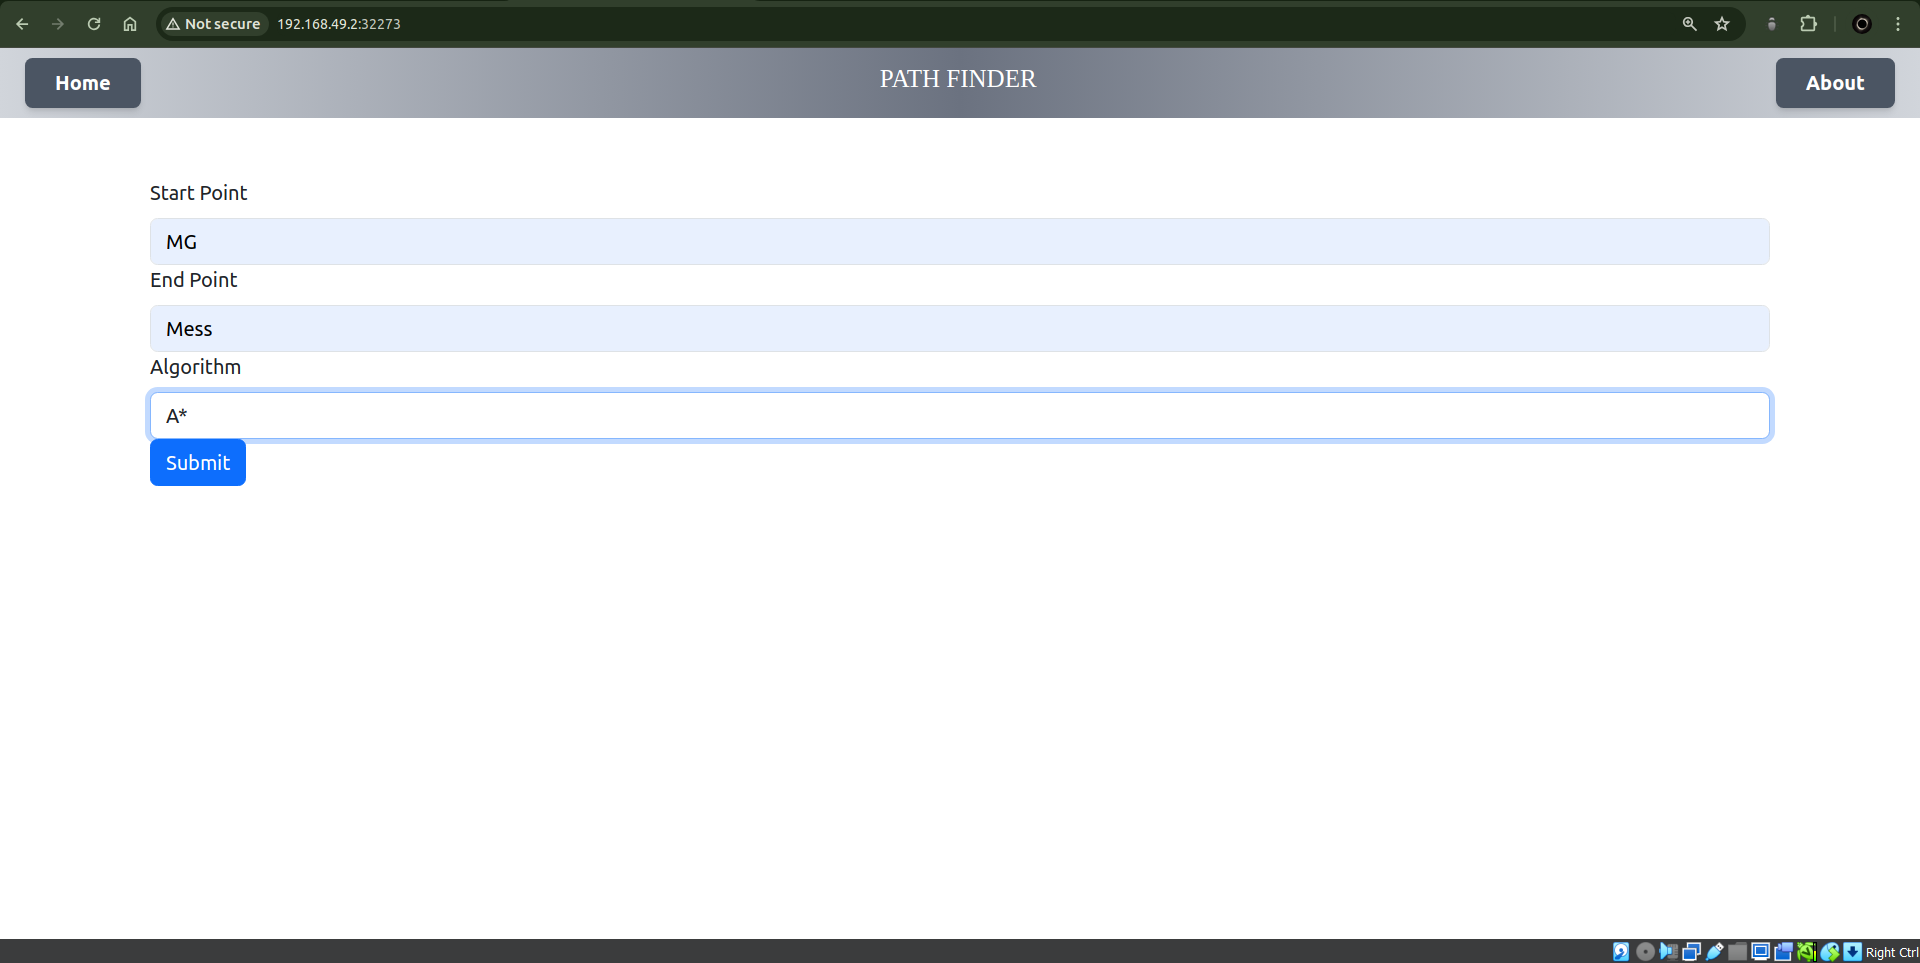 Not secure 192.168.49.2:32273
Home PATH FINDER About
Start Point
MG
End Point
Mess
Algorithm
A*
Submit
Right Ctrl